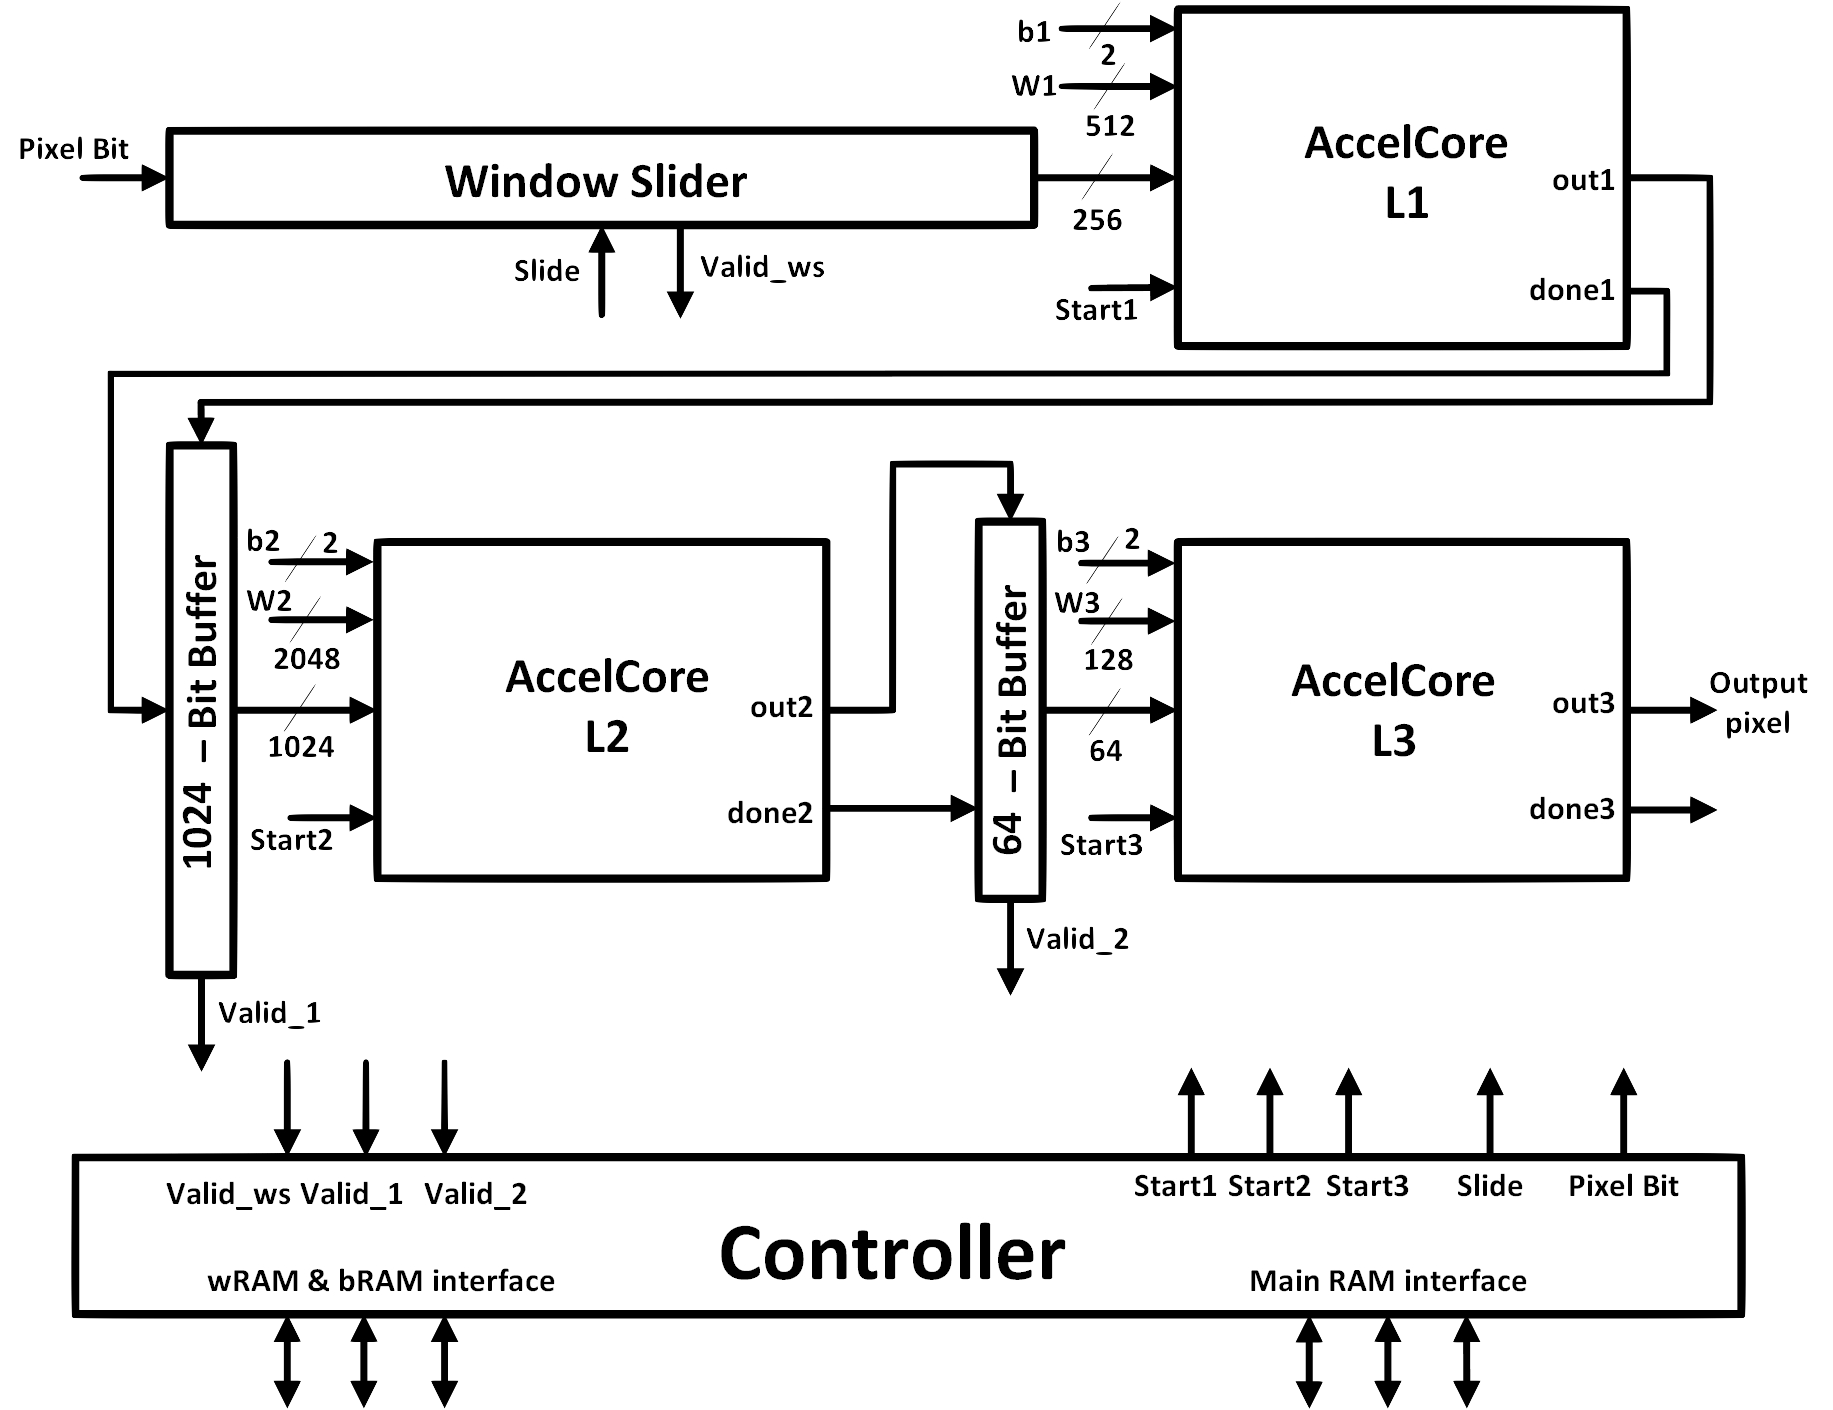 b1
2
W1
512
Pixel Bit
Window Slider
256
Slide
Valid_ws
Start1
AccelCore
L1
out1
done1
1024 – Bit Buffer
b2
2
W2
2048
1024
Start2
AccelCore
L2
out2
done2
Valid_1
64 – Bit Buffer
b3
2
W3
128
64
Start3
AccelCore
L3
out3
done3
Output
pixel
Valid_2
Valid_ws Valid_1 Valid_2
Start1 Start2 Start3 Slide Pixel Bit
Controller
wRAM & bRAM interface
Main RAM interface